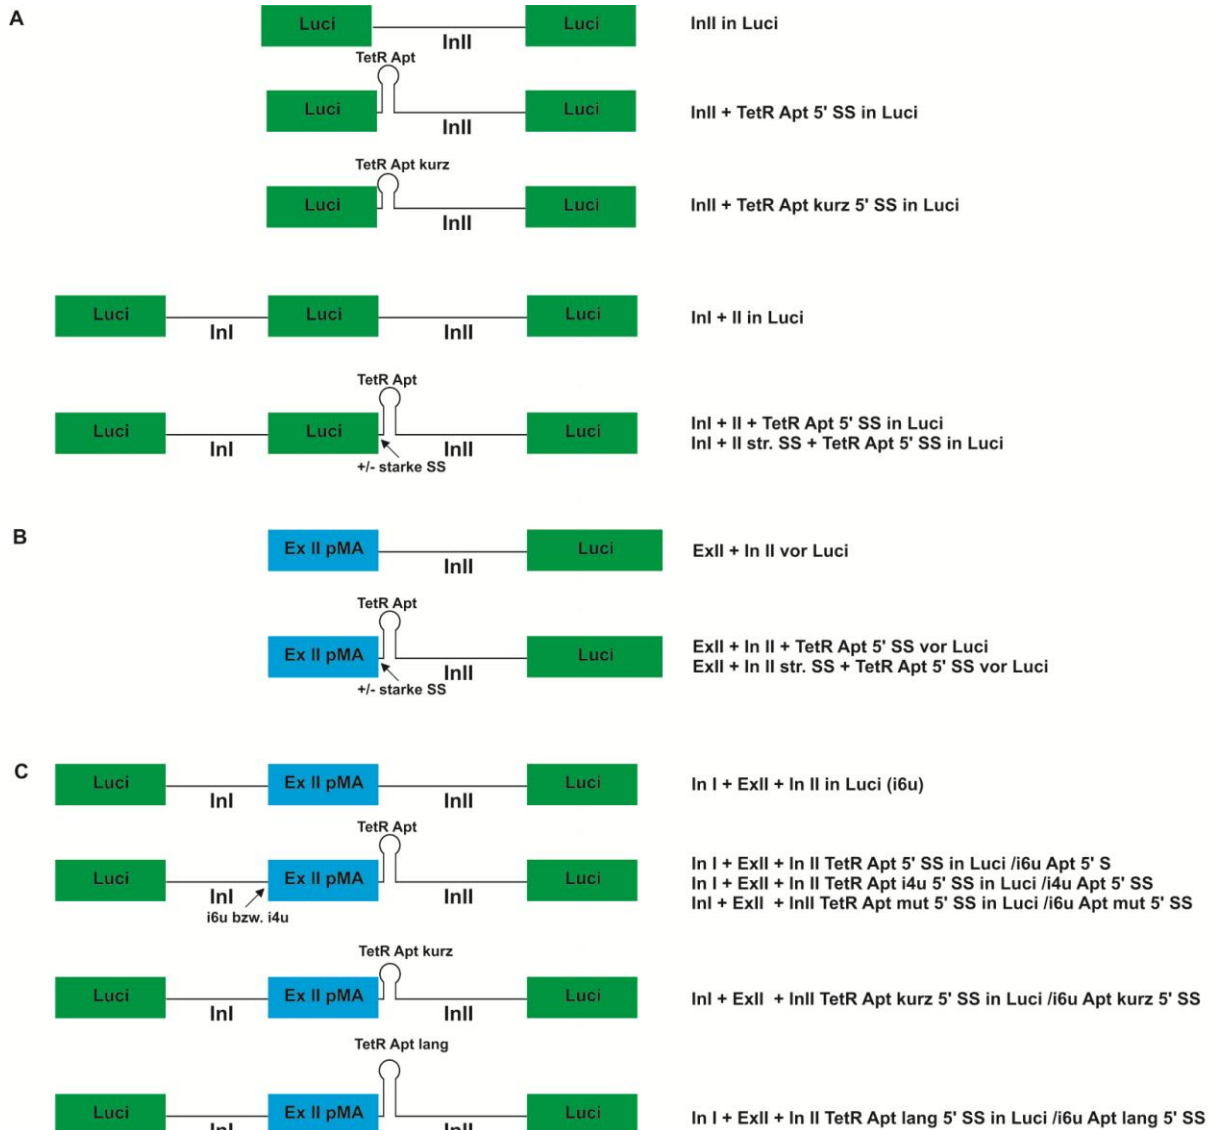 A
Luci
InII
Luci
InII in Luci
TetR Apt
Luci
InII
Luci
InII + TetR Apt 5' SS in Luci
TetR Apt kurz
Luci
InII
Luci
InII + TetR Apt kurz 5' SS in Luci
Luci
InI
Luci
InII
Luci
InI + II in Luci
TetR Apt
Luci
InI
Luci
InII
Luci
+/- starke SS
InI + II + TetR Apt 5' SS in Luci
InI + II str. SS + TetR Apt 5' SS in Luci
B
Ex II pMA
InII
Luci
ExII + In II vor Luci
TetR Apt
Ex II pMA
InII
Luci
+/- starke SS
ExII + In II + TetR Apt 5' SS vor Luci
ExII + In II str. SS + TetR Apt 5' SS vor Luci
C
Luci
InI
Ex II pMA
InII
Luci
In I + ExII + In II in Luci (i6u)
TetR Apt
Luci
InI
Ex II pMA
InII
Luci
i6u bzw. i4u
In I + ExII + In II TetR Apt 5' SS in Luci /i6u Apt 5' S
In I + ExII + In II TetR Apt i4u 5' SS in Luci /i4u Apt 5' SS
InI + ExII + InII TetR Apt mut 5' SS in Luci /i6u Apt mut 5' SS
TetR Apt kurz
Luci
InI
Ex II pMA
InII
Luci
InI + ExII + InII TetR Apt kurz 5' SS in Luci /i6u Apt kurz 5' SS
TetR Apt lang
Luci
InI
Ex II pMA
InII
Luci
In I + ExII + In II TetR Apt lang 5' SS in Luci /i6u Apt lang 5' SS